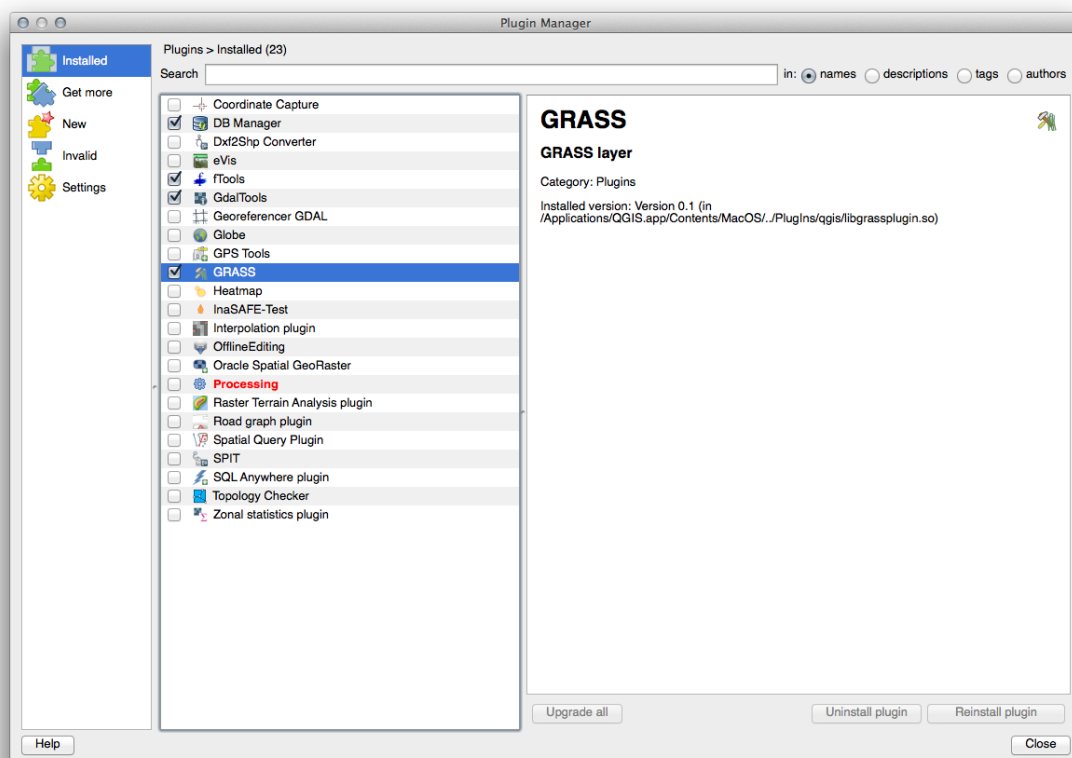 Plugin Manager
Installed
Get more
New
Invalid
Settings
Plugins > Installed (23)
Search in: names descriptions tags authors
Coordinate Capture
DB Manager
Dxf2Shp Converter
eVis
fTools
GdalTools
Georeferencer GDAL
Globe
GPS Tools
GRASS
Heatmap
InaSAFE-Test
Interpolation plugin
OfflineEditing
Oracle Spatial GeoRaster
Processing
Raster Terrain Analysis plugin
Road graph plugin
Spatial Query Plugin
SPIT
SQL Anywhere plugin
Topology Checker
Zonal statistics plugin
GRASS
GRASS layer
Category: Plugins
Installed version: Version 0.1 (in
/Applications/QGIS.app/Contents/MacOS/../PlugIns/qgis/libgrassplugin.so)
Upgrade all Uninstall plugin Reinstall plugin
Help Close